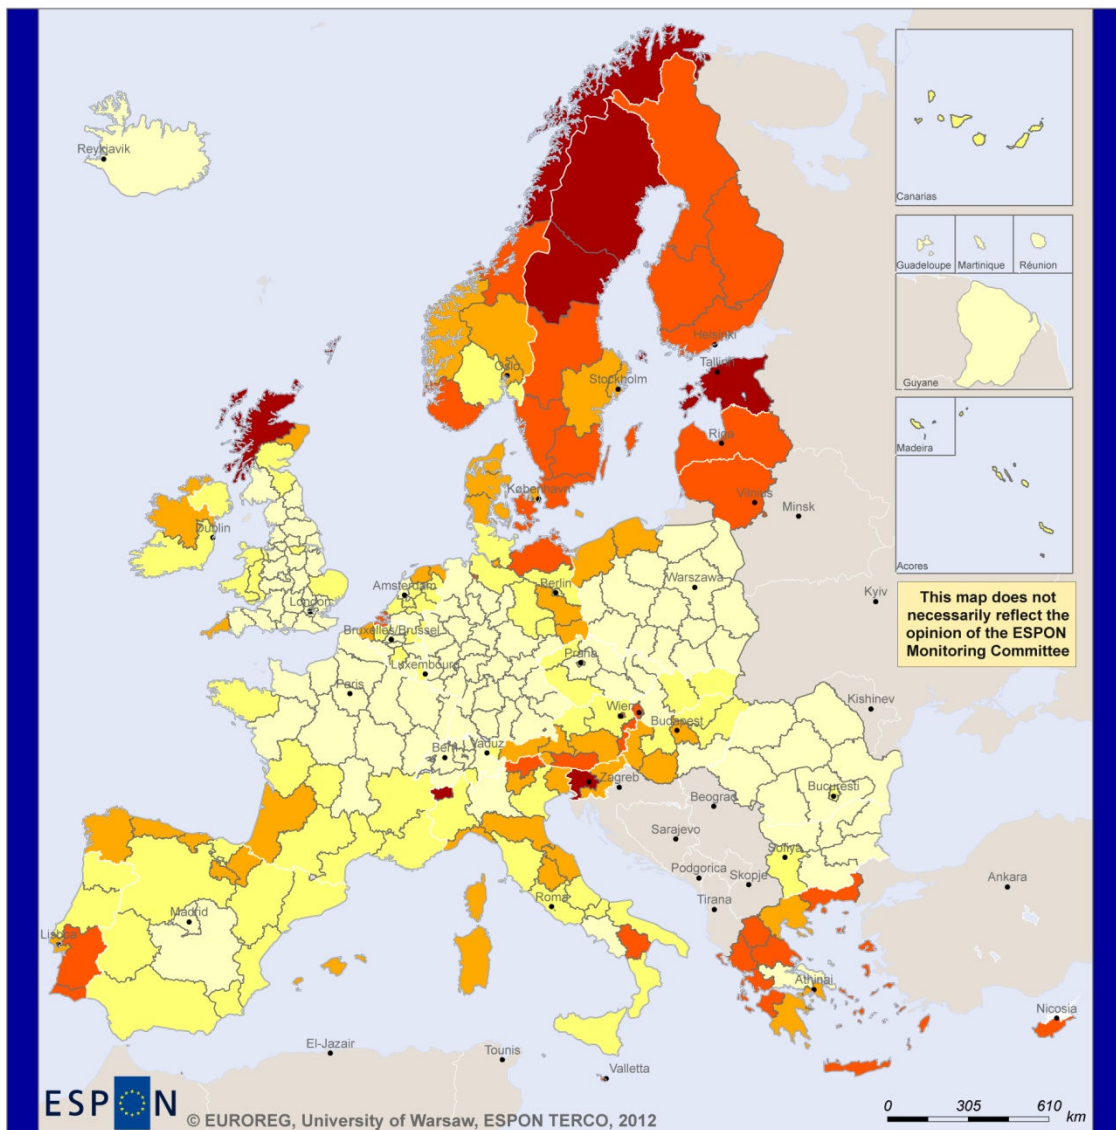 Reykjavik
Canarias
Guadeloupe
Martinique
Réunion
Guyane
Madeira
Acores
This map does not
necessarily reflect the
opinion of the ESPON
Monitoring Committee
Helsinki
Tallinn
Oslo
Stockholm
Riga
København
Vilnius
Minsk
Dublin
Amsterdam
Berlin
Warszawa
London
Kyiv
Bruxelles/Brussel
Luxembourg
Praha
Paris
Kishinev
Wien
Budapest
Bern
Vaduz
Zagreb
Bucuresti
Beograd
Sarajevo
Sofiya
Podgorica
Skopje
Ankara
Tirana
Roma
Madrid
Lisboa
Athinai
Nicosia
El-Jazair
Tounis
Valletta
ESPON
© EUROREG, University of Warsaw, ESPON TERCO, 2012
0 305 610
km